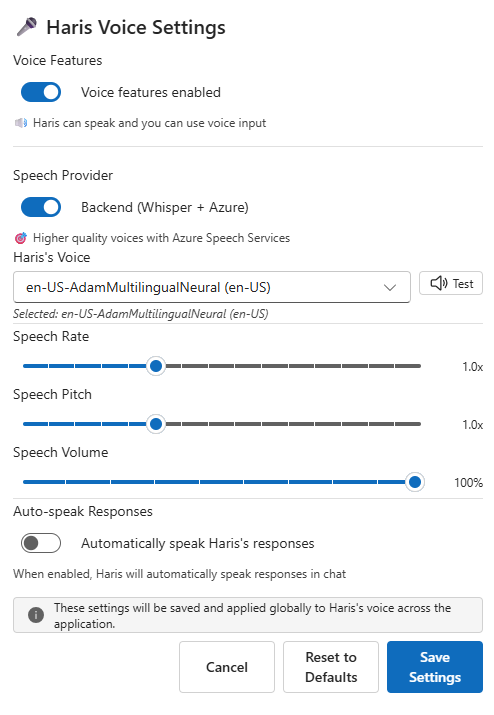 Haris Voice Settings
Voice Features
Voice features enabled
Haris can speak and you can use voice input
Speech Provider
Backend (Whisper + Azure)
Higher quality voices with Azure Speech Services
Haris's Voice
en-US-AdamMultilingualNeural (en-US)
Test
Selected: en-US-AdamMultilingualNeural (en-US)
Speech Rate
1.0x
Speech Pitch
1.0x
Speech Volume
100%
Auto-speak Responses
Automatically speak Haris's responses
When enabled, Haris will automatically speak responses in chat
These settings will be saved and applied globally to Haris's voice across the
application.
Cancel
Reset to
Defaults
Save
Settings